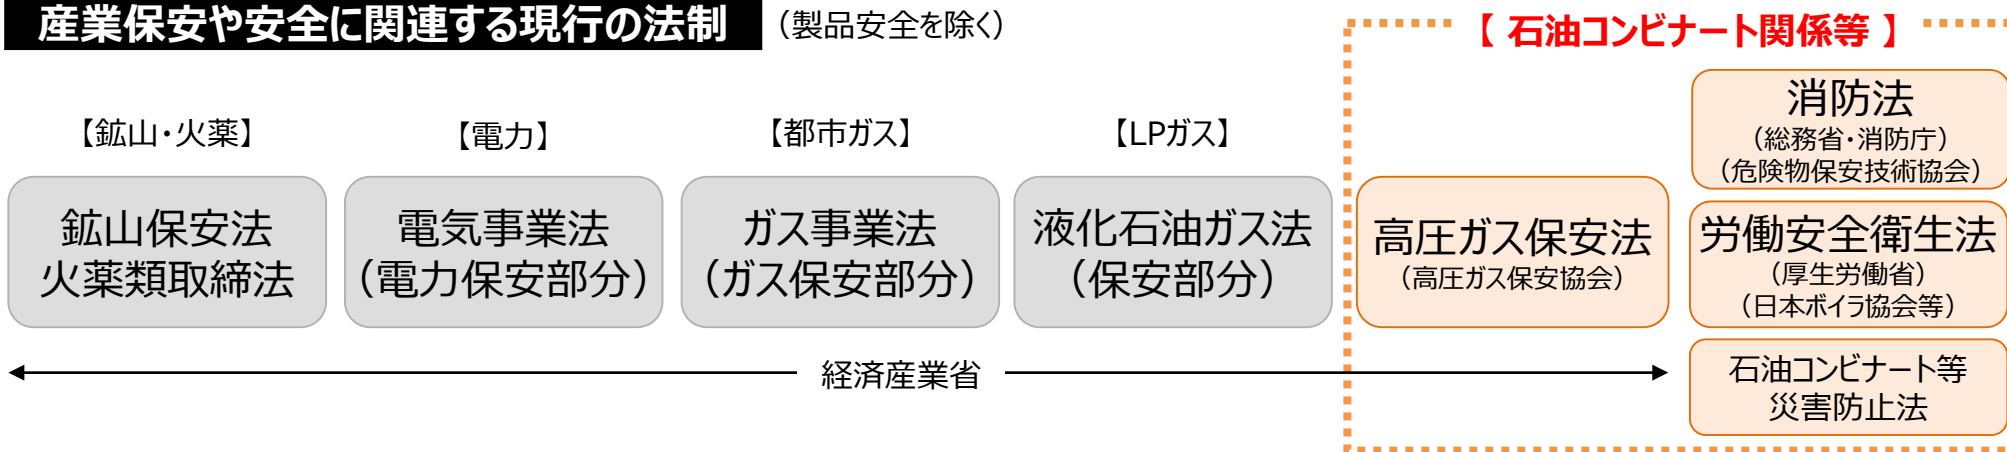 産業保安や安全に関連する現行の法制
（製品安全を除く）
【 石油コンビナート関係等 】
【鉱山・火薬】
鉱山保安法
火薬類取締法
【電力】
電気事業法
（電力保安部分）
【都市ガス】
ガス事業法
（ガス保安部分）
【LPガス】
液化石油ガス法
（保安部分）
高圧ガス保安法
（高圧ガス保安協会）
消防法
（総務省・消防庁）
（危険物保安技術協会）
労働安全衛生法
（厚生労働省）
（日本ボイラ協会等）
石油コンビナート等
災害防止法
経済産業省